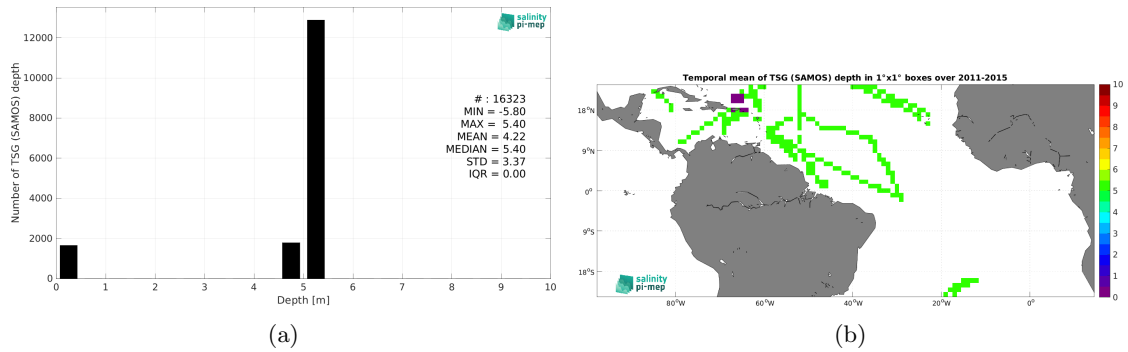 12000
10000
8000
6000
4000
2000
0
Number of TSG (SAMOS) depth
0 1 2 3 4 5 6 7 8 9 10
Depth [m]
salinity
pi-mep
# : 16323
MIN = -5.80
MAX = 5.40
MEAN = 4.22
MEDIAN = 5.40
STD = 3.37
IQR = 0.00
(a)
Temporal mean of TSG (SAMOS) depth in 1°x1° boxes over 2011-2015
18°N
9°N
0°
9°S
18°S
80°W 60°W 40°W 20°W 0°
salinity
pi-mep
10
9
8
7
6
5
4
3
2
1
0
(b)